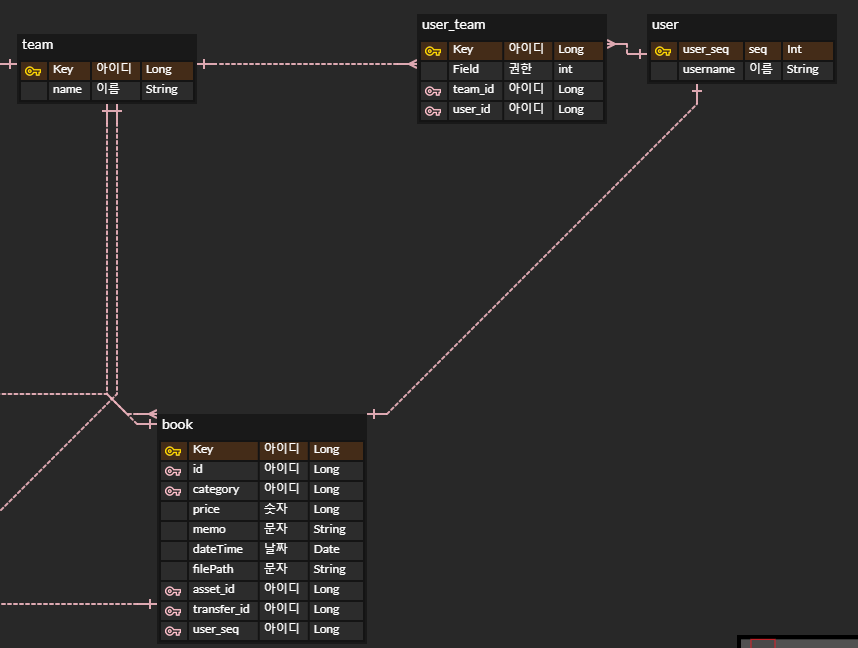 team
Key 아이디 Long
name 이름 String
user_team
Key 아이디 Long
Field 권한 int
team_id 아이디 Long
user_id 아이디 Long
user
user_seq seq Int
username 이름 String
book
Key 아이디 Long
id 아이디 Long
category 아이디 Long
price 숫자 Long
memo 문자 String
dateTime 날짜 Date
filePath 문자 String
asset_id 아이디 Long
transfer_id 아이디 Long
user_seq 아이디 Long